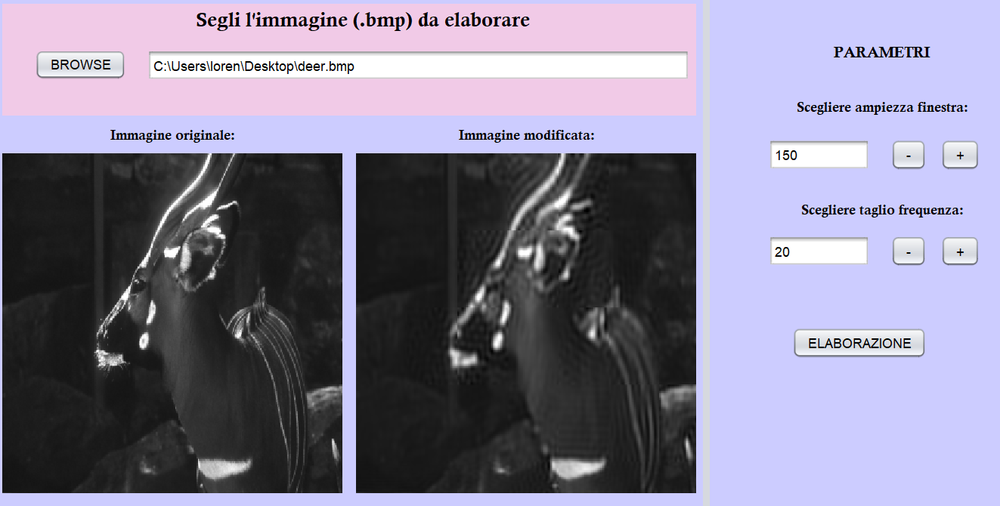 Segli l'immagine (.bmp) da elaborare
BROWSE
C:\Users\loren\Desktop\deer.bmp
Immagine originale:
Immagine modificata:
PARAMETRI
Scegliere ampiezza finestra:
150
-
+
Scegliere taglio frequenza:
20
-
+
ELABORAZIONE